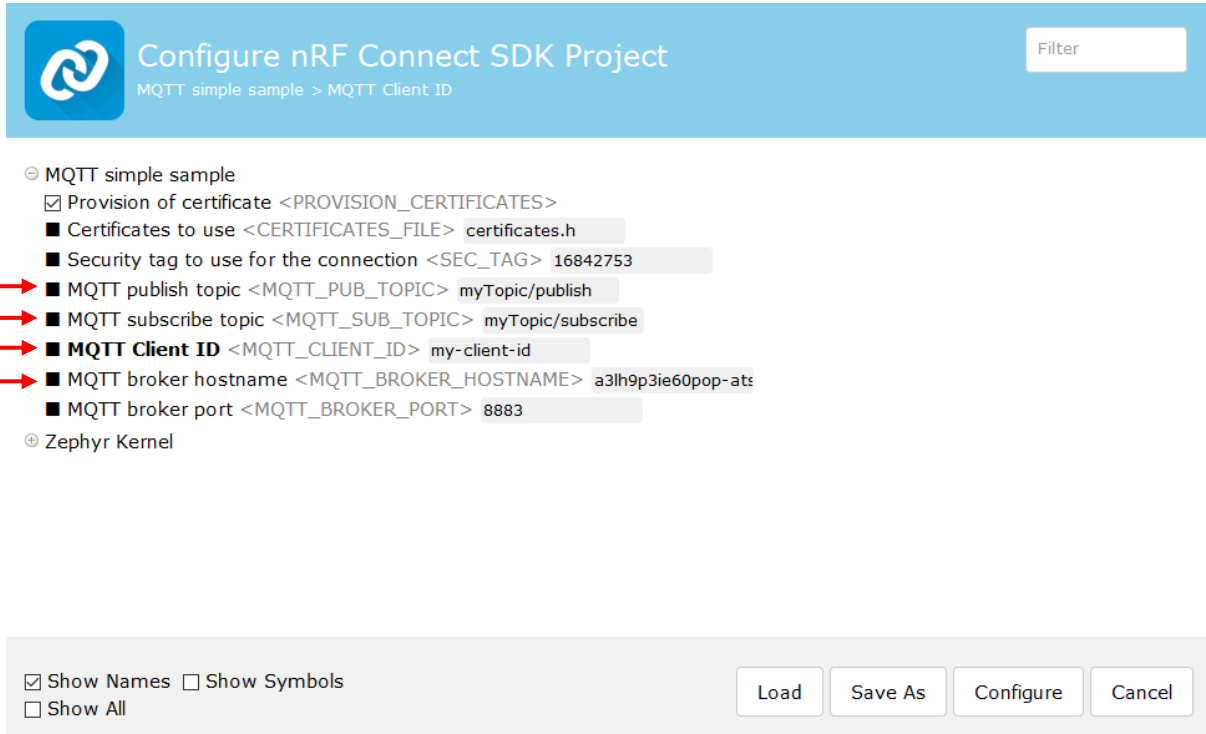 Configure nRF Connect SDK Project
Filter
MQTT simple sample > MQTT Client ID
MQTT simple sample
Provision of certificate <PROVISION_CERTIFICATES>
Certificates to use <CERTIFICATES_FILE> certificates.h
Security tag to use for the connection <SEC_TAG> 16842753
MQTT publish topic <MQTT_PUB_TOPIC> myTopic/publish
MQTT subscribe topic <MQTT_SUB_TOPIC> myTopic/subscribe
MQTT Client ID <MQTT_CLIENT_ID> my-client-id
MQTT broker hostname <MQTT_BROKER_HOSTNAME> a3lh9p3ie60pop-ats
MQTT broker port <MQTT_BROKER_PORT> 8883
Zephyr Kernel
Show Names Show Symbols
Show All
Load Save As Configure Cancel